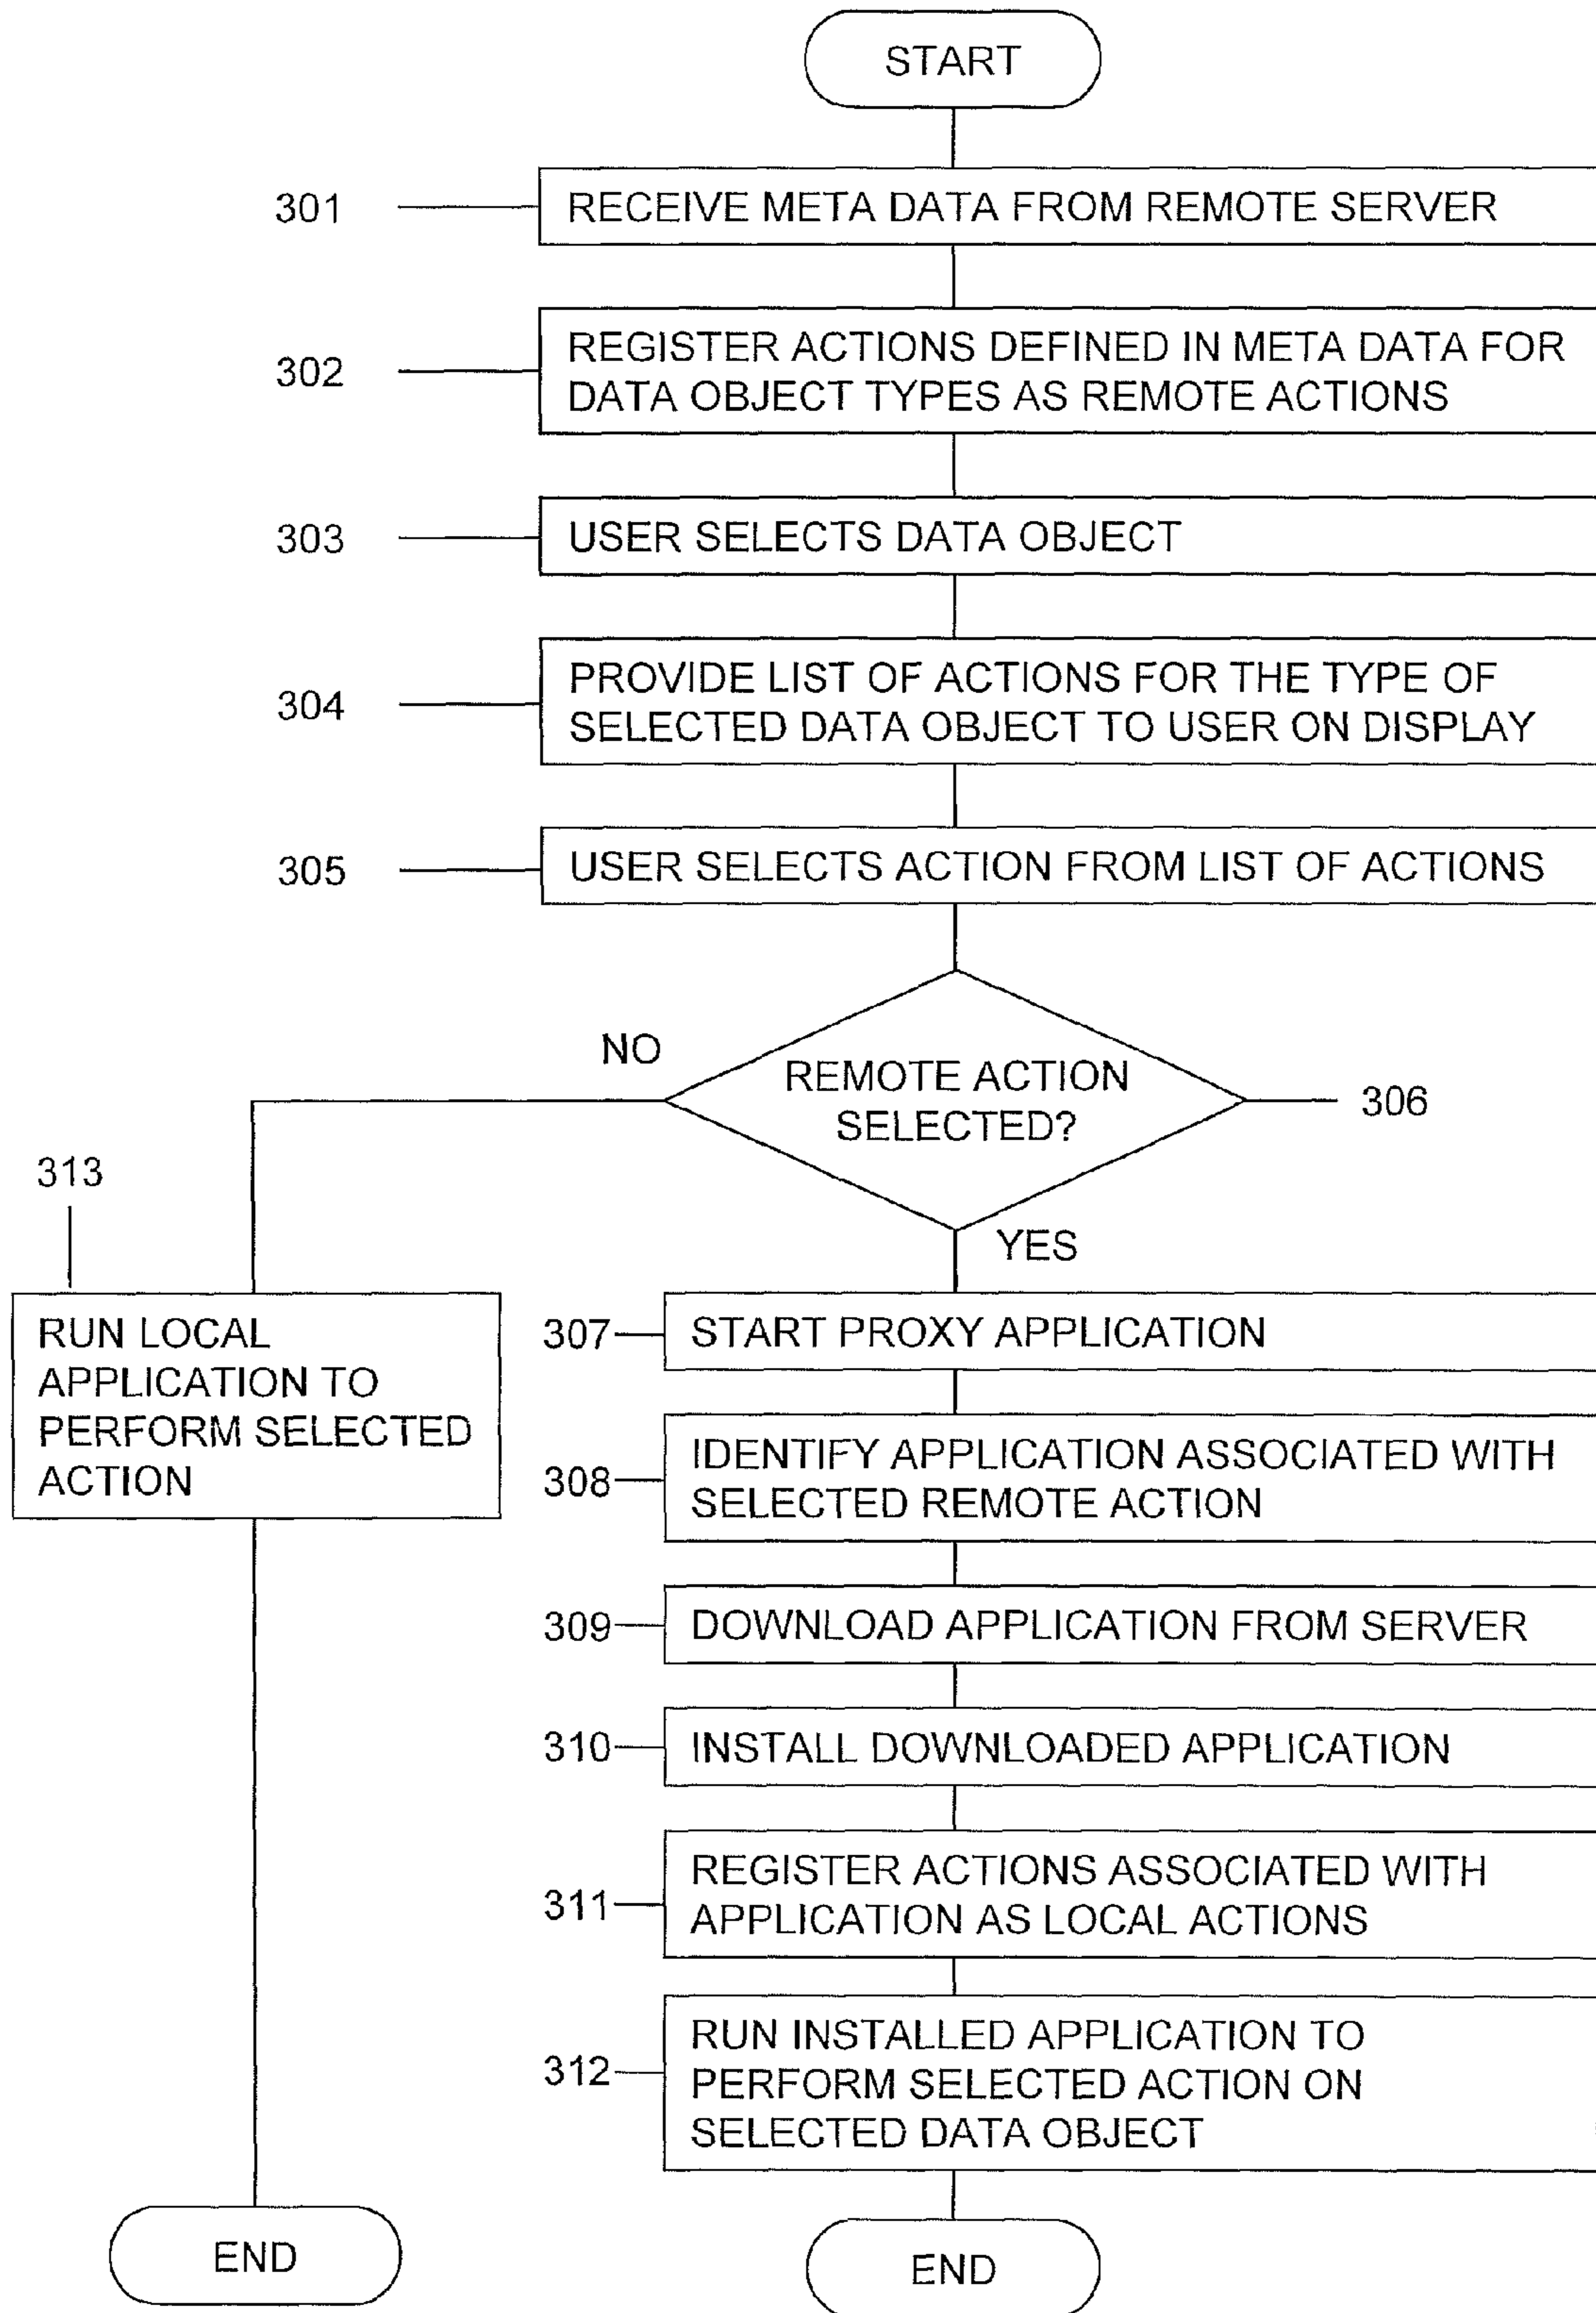 START
301
RECEIVE META DATA FROM REMOTE SERVER
302
REGISTER ACTIONS DEFINED IN META DATA FOR
DATA OBJECT TYPES AS REMOTE ACTIONS
303
USER SELECTS DATA OBJECT
304
PROVIDE LIST OF ACTIONS FOR THE TYPE OF
SELECTED DATA OBJECT TO USER ON DISPLAY
305
USER SELECTS ACTION FROM LIST OF ACTIONS
NO
REMOTE ACTION
SELECTED?
306
YES
313
RUN LOCAL
APPLICATION TO
PERFORM SELECTED
ACTION
307
START PROXY APPLICATION
308
IDENTIFY APPLICATION ASSOCIATED WITH
SELECTED REMOTE ACTION
309
DOWNLOAD APPLICATION FROM SERVER
310
INSTALL DOWNLOADED APPLICATION
311
REGISTER ACTIONS ASSOCIATED WITH
APPLICATION AS LOCAL ACTIONS
312
RUN INSTALLED APPLICATION TO
PERFORM SELECTED ACTION ON
SELECTED DATA OBJECT
END
END